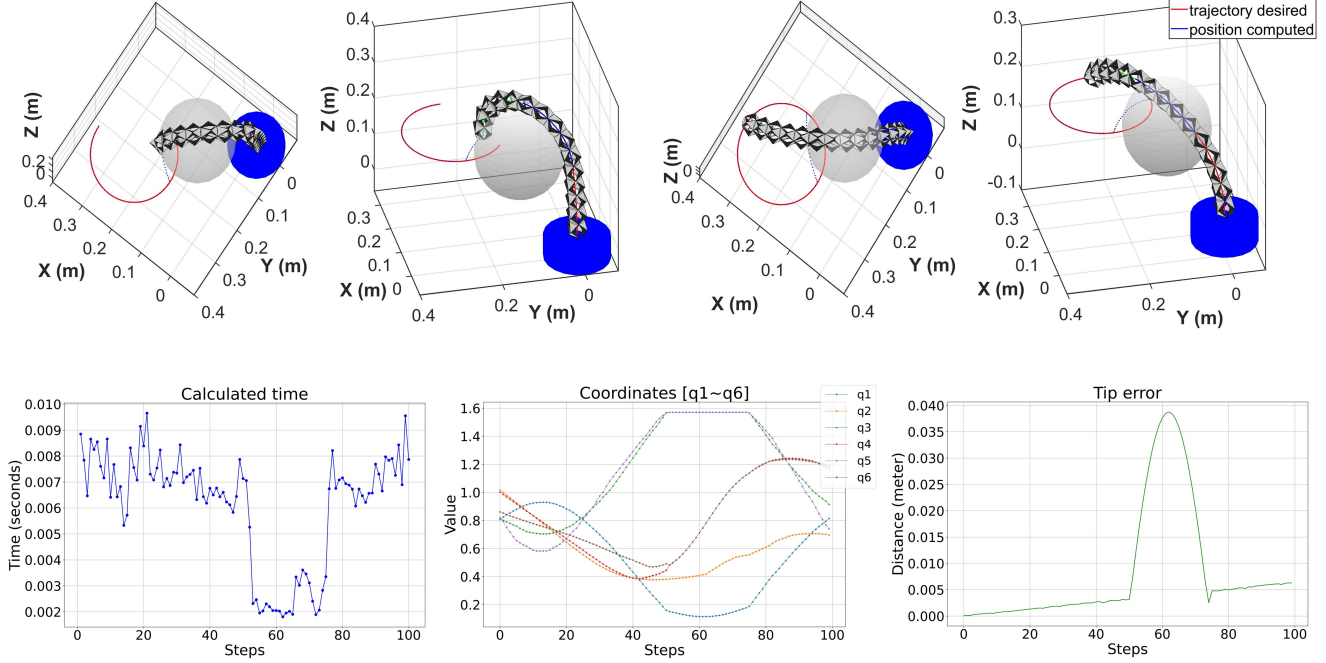 trajectory desired
position computed
Z (m)
0.2
0
0.4
0.3
0.2
0.1
0
X (m)
0
0.1
0.2
0.3
0.4
Y (m)
Z (m)
0.4
0.3
0.2
0.1
0
0.3
0.2
0.1
0
X (m)
0.4
0.2
0
Y (m)
Z (m)
0
0.4
0.3
0.2
0.1
0
X (m)
0
0.1
0.2
0.3
0.4
Y (m)
Z (m)
0.3
0.2
0.1
0
-0.1
0.3
0.2
0.1
0
X (m)
0.4
0.2
0
Y (m)
Calculated time
Time (seconds)
0.010
0.009
0.008
0.007
0.006
0.005
0.004
0.003
0.002
0 20 40 60 80 100
Steps
Coordinates [q1~q6]
Value
1.6
1.4
1.2
1.0
0.8
0.6
0.4
0.2
0 20 40 60 80 100
Steps
q1
q2
q3
q4
q5
q6
Tip error
Distance (meter)
0.040
0.035
0.030
0.025
0.020
0.015
0.010
0.005
0.000
0 20 40 60 80 100
Steps